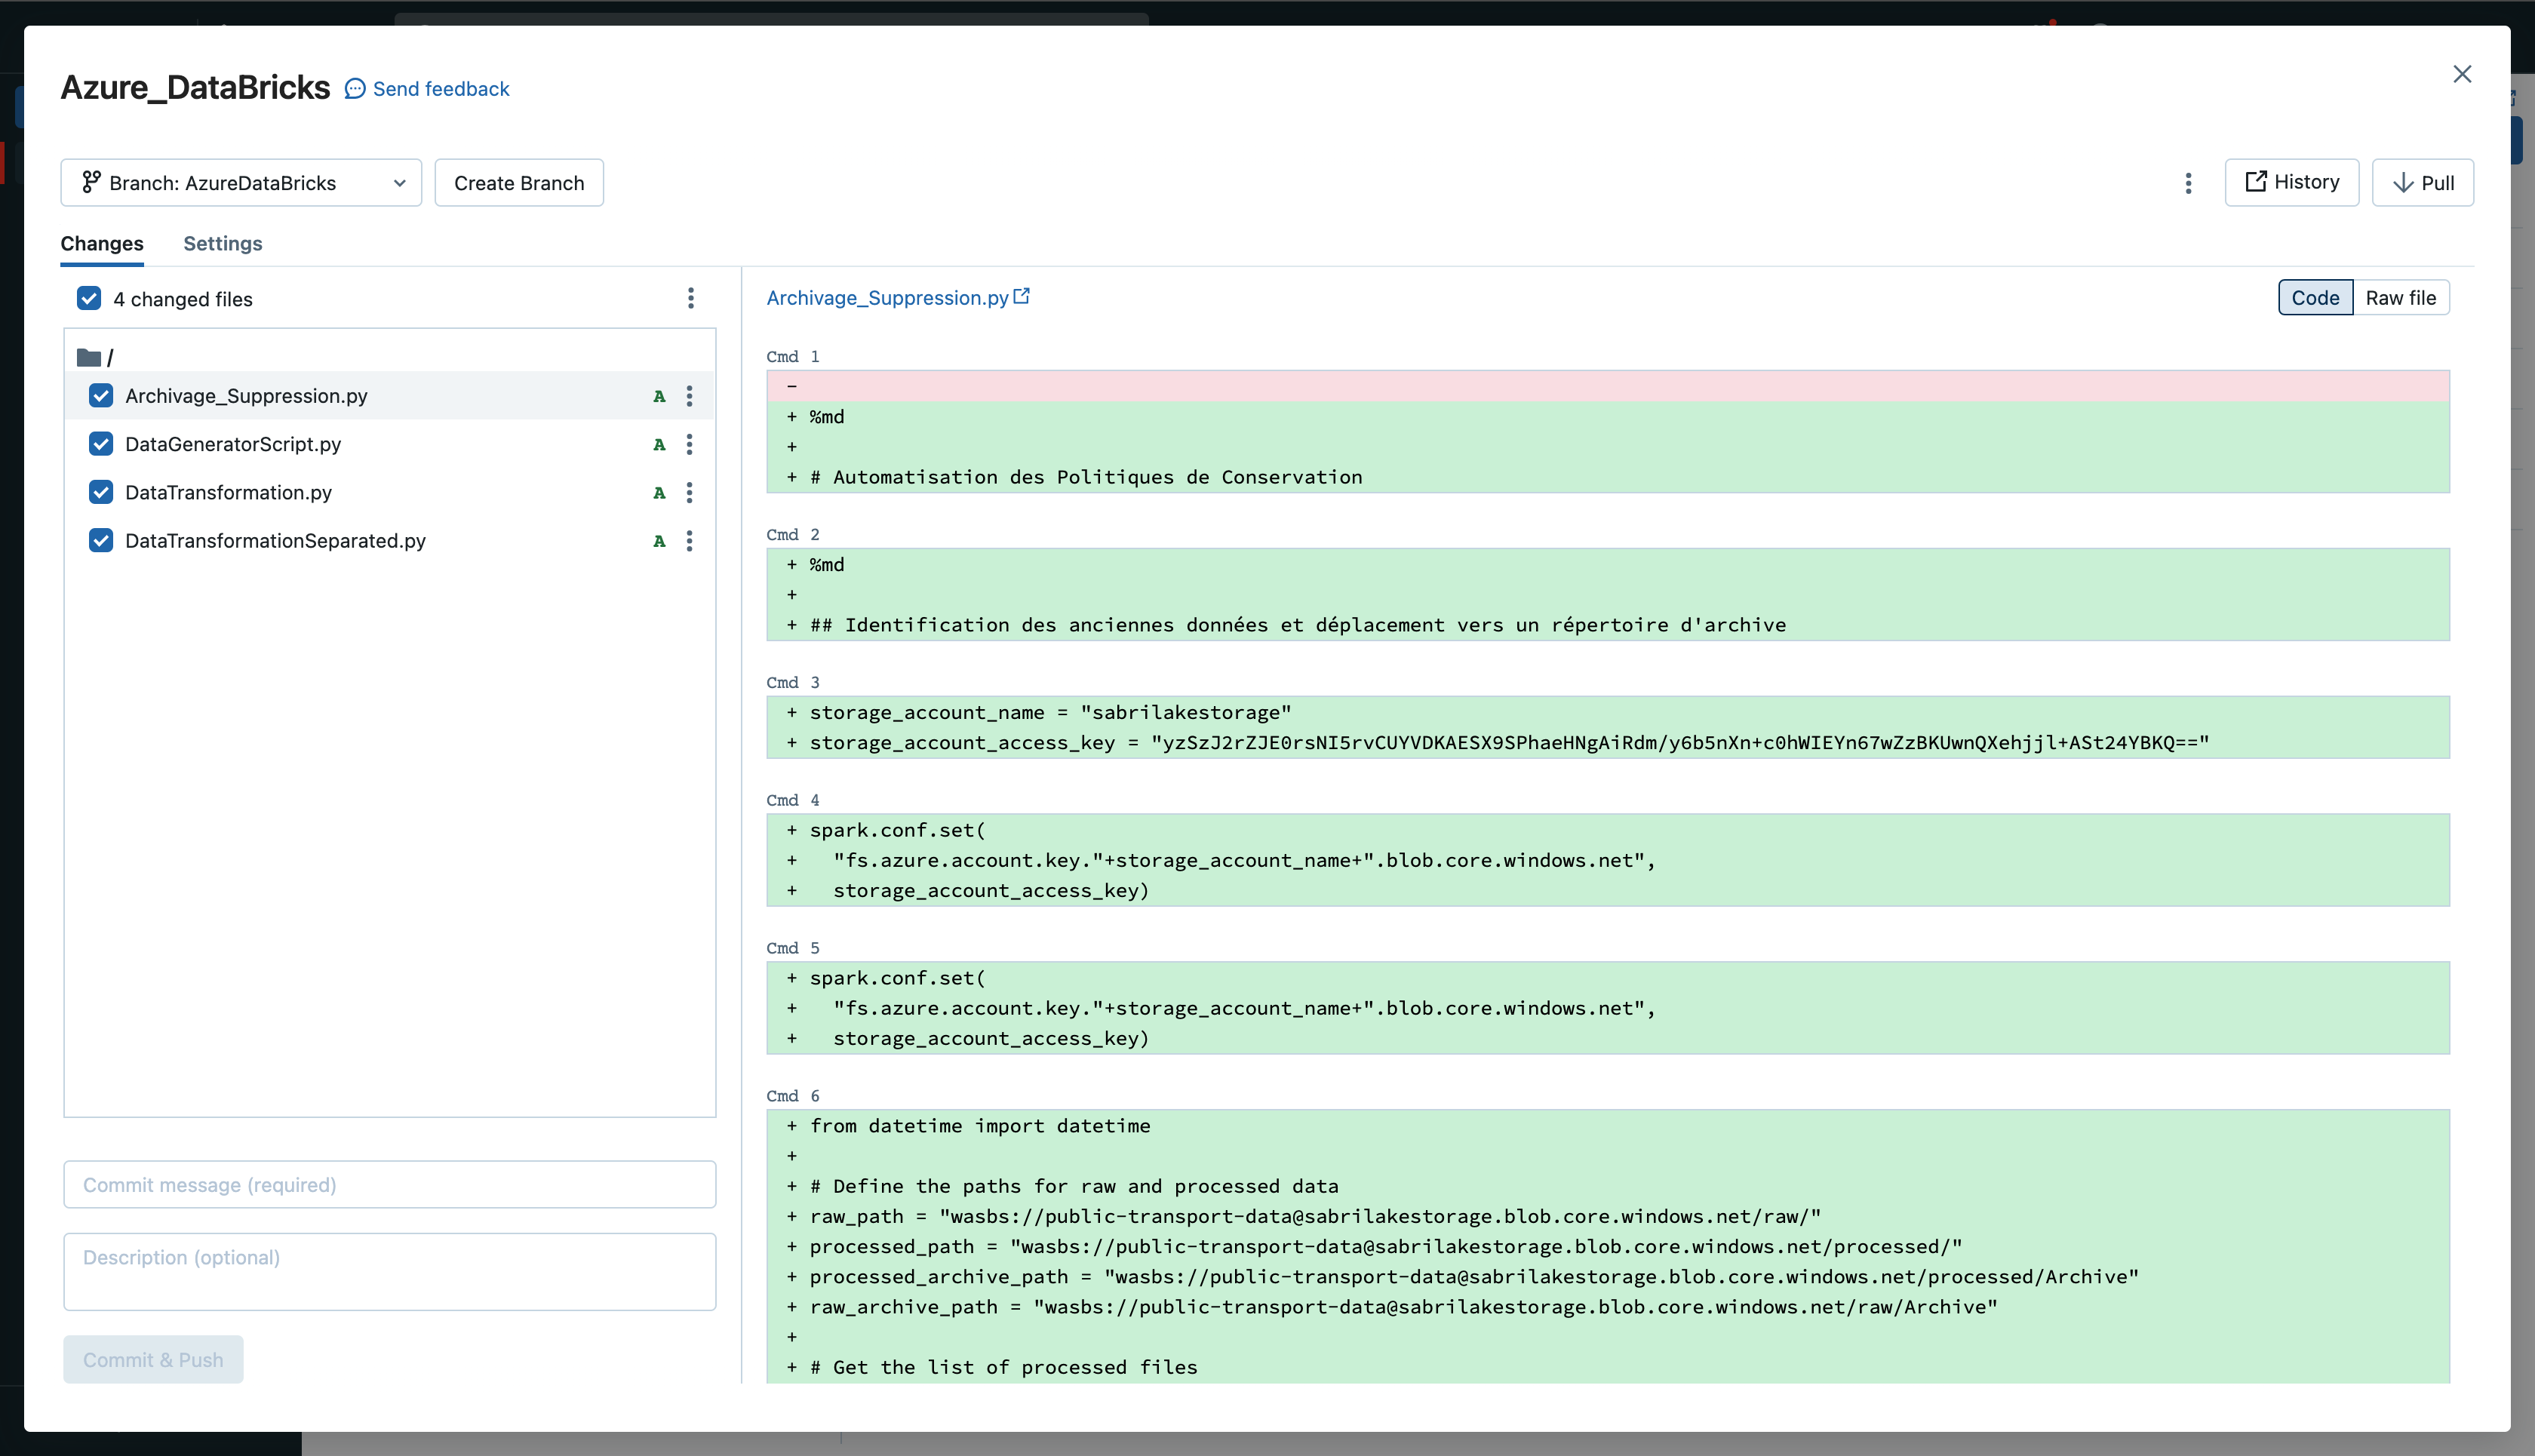 Azure_DataBricks Send feedback
Branch: AzureDataBricks Create Branch History Pull
Changes Settings
4 changed files
/
Archivage_Suppression.py A
DataGeneratorScript.py A
DataTransformation.py A
DataTransformationSeparated.py A
Commit message (required)
Description (optional)
Commit & Push
Archivage_Suppression.py Code Raw file
Cmd 1
-
+ %md
+
+ # Automatisation des Politiques de Conservation
Cmd 2
+ %md
+
+ ## Identification des anciennes données et déplacement vers un répertoire d'archive
Cmd 3
+ storage_account_name = "sabrilakestorage"
+ storage_account_access_key = "yzSzJ2rZJE0rsNI5rvCUYVDKAESX9SPhaeHNgAiRdm/y6b5nXn+c0hWIEYn67wZzBKUwnQXehjjl+ASt24YBKQ=="
Cmd 4
+ spark.conf.set(
+   "fs.azure.account.key."+storage_account_name+".blob.core.windows.net",
+   storage_account_access_key)
Cmd 5
+ spark.conf.set(
+   "fs.azure.account.key."+storage_account_name+".blob.core.windows.net",
+   storage_account_access_key)
Cmd 6
+ from datetime import datetime
+
+ # Define the paths for raw and processed data
+ raw_path = "wasbs://public-transport-data@sabrilakestorage.blob.core.windows.net/raw/"
+ processed_path = "wasbs://public-transport-data@sabrilakestorage.blob.core.windows.net/processed/"
+ processed_archive_path = "wasbs://public-transport-data@sabrilakestorage.blob.core.windows.net/processed/Archive"
+ raw_archive_path = "wasbs://public-transport-data@sabrilakestorage.blob.core.windows.net/raw/Archive"
+
+ # Get the list of processed files